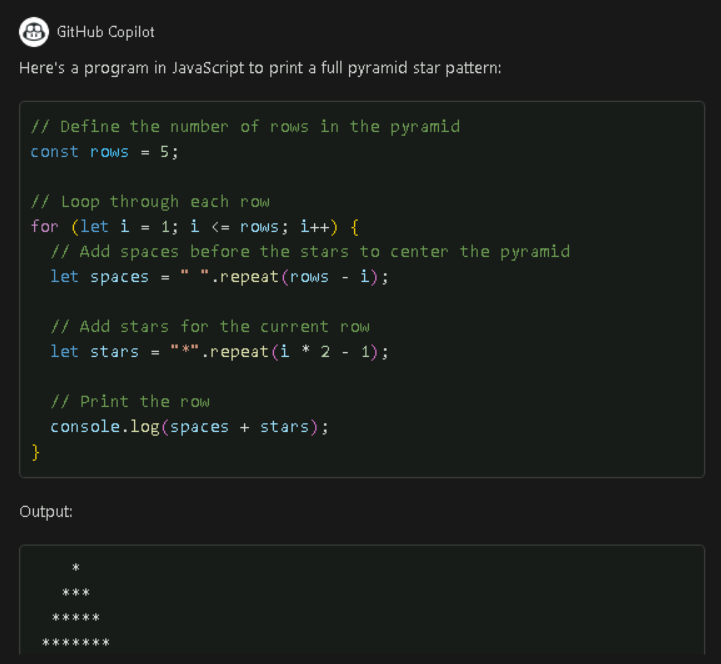 GitHub Copilot
Here's a program in JavaScript to print a full pyramid star pattern:
// Define the number of rows in the pyramid
const rows = 5;
// Loop through each row
for (let i = 1; i <= rows; i++) {
  // Add spaces before the stars to center the pyramid
  let spaces = " ".repeat(rows - i);
  // Add stars for the current row
  let stars = "*".repeat(i * 2 - 1);
  // Print the row
  console.log(spaces + stars);
}
Output:
    *
   ***
  *****
 *******